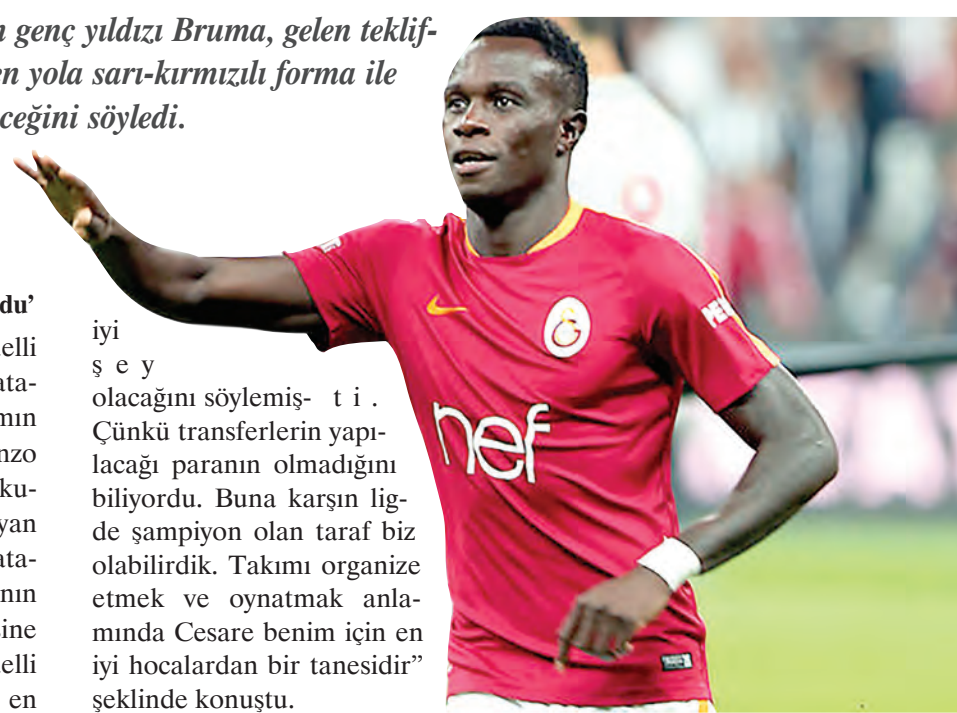 genç yıldızı Bruma, gelen teklif-
yola sarı-kırmızılı forma ile
ceğini söyledi.
du’
elli
ata-
mın
nzo
ku-
yan
ata-
nın
ine
elli
en
iyi
ş e y
olacağını söylemiş- t i .
Çünkü transferlerin yapı-
lacağı paranın olmadığını
biliyordu. Buna karşın lig-
de şampiyon olan taraf biz
olabilirdik. Takımı organize
etmek ve oynatmak anla-
mında Cesare benim için en
iyi hocalardan bir tanesidir”
şeklinde konuştu.
nef